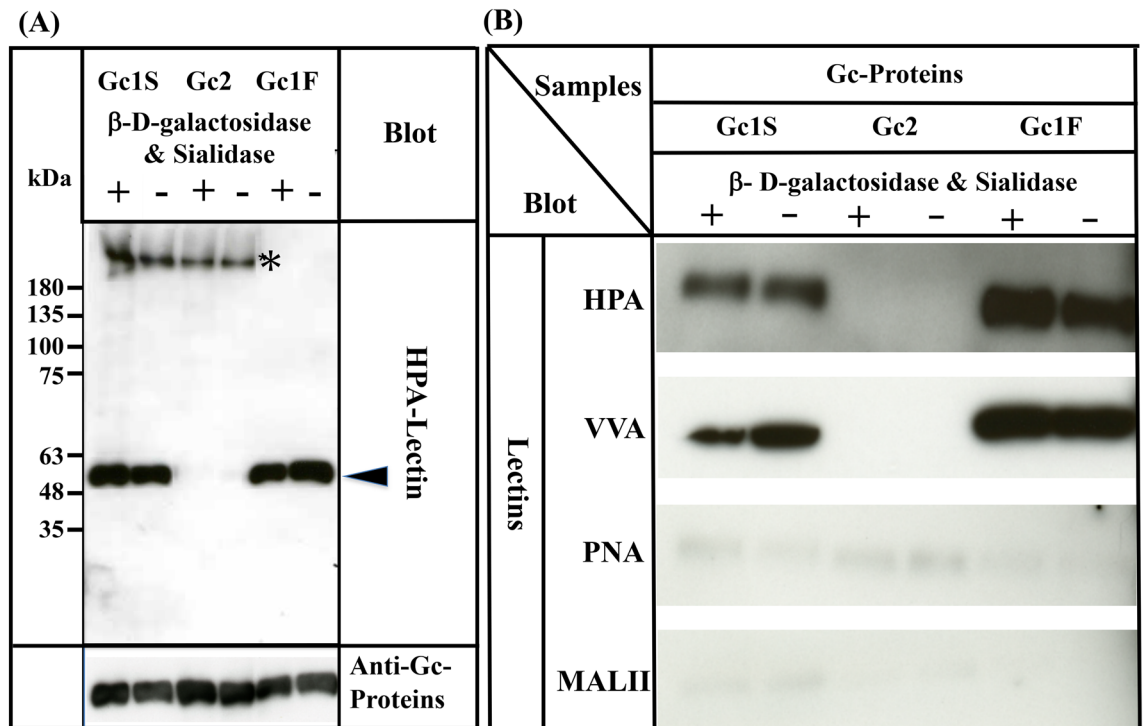 (A)
Gc1S Gc2 Gc1F
β-D-galactosidase
& Sialidase
+ - + - + -
kDa
Blot
180
135
100
75
63
48
35
*
HPA-Lectin
Anti-Gc-
Proteins
(B)
Samples
Blot
Gc-Proteins
Gc1S Gc2 Gc1F
β- D-galactosidase & Sialidase
+ - + - + -
Lectins
HPA
VVA
PNA
MALII